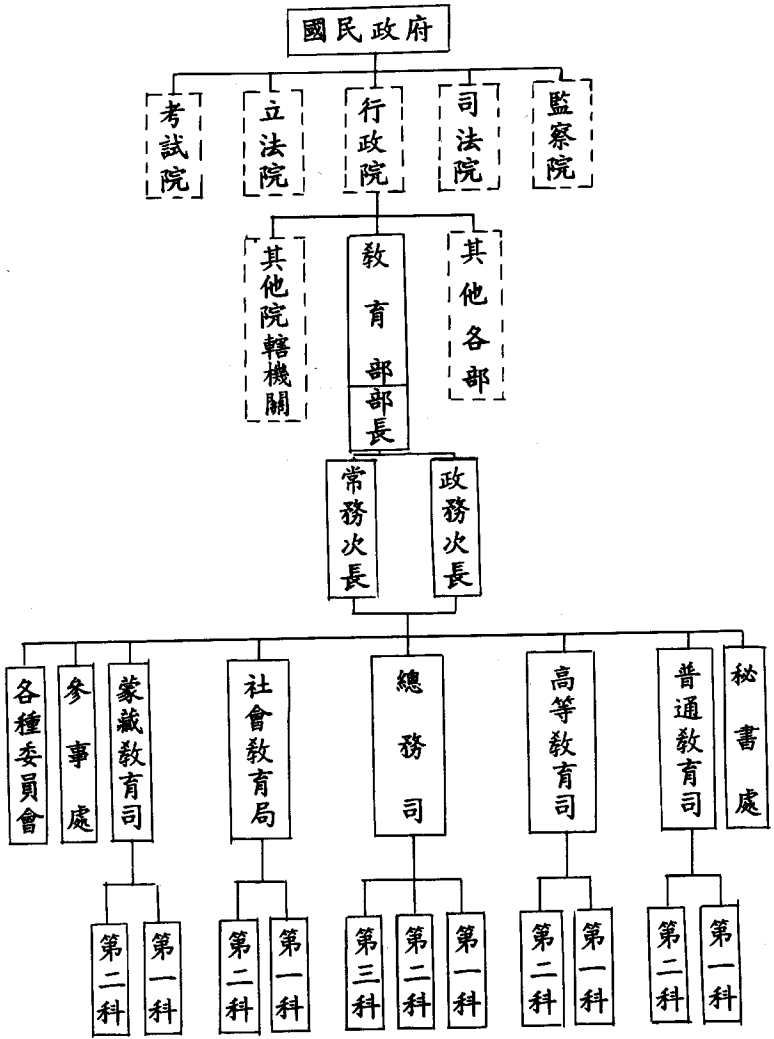 國民政府
監察院
司法院
行政院
立法院
考試院
其他各部
教育部
部長
其他院轄機關
政務次長
常務次長
秘書處
普通教育司
高等教育司
總務司
社會教育局
蒙藏教育司
參事處
各種委員會
第一科
第二科
第一科
第二科
第一科
第二科
第三科
第一科
第二科
第一科
第二科